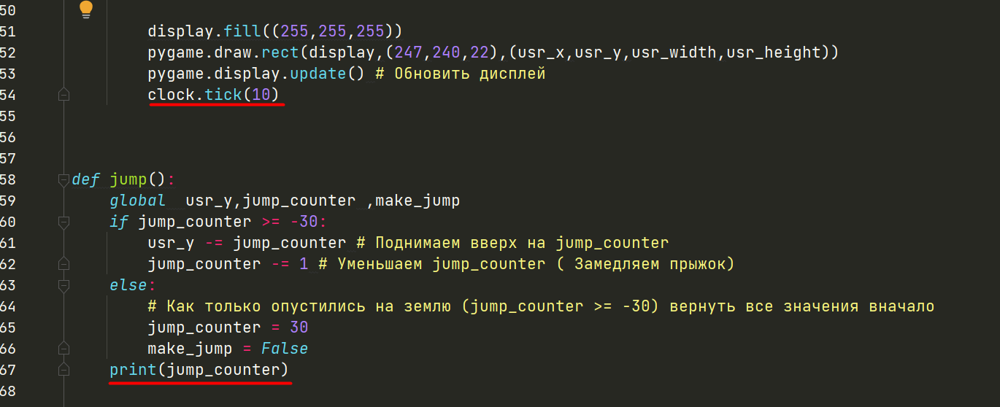 50
51 display.fill((255,255,255))
52 pygame.draw.rect(display,(247,240,22),(usr_x,usr_y,usr_width,usr_height))
53 pygame.display.update() # Обновить дисплей
54 clock.tick(10)
55
56
57
58 def jump():
59 global  usr_y,jump_counter ,make_jump
60 if jump_counter >= -30:
61 usr_y -= jump_counter # Поднимаем вверх на jump_counter
62 jump_counter -= 1 # Уменьшаем jump_counter ( Замедляем прыжок)
63 else:
64 # Как только опустились на землю (jump_counter >= -30) вернуть все значения вначало
65 jump_counter = 30
66 make_jump = False
67 print(jump_counter)
68